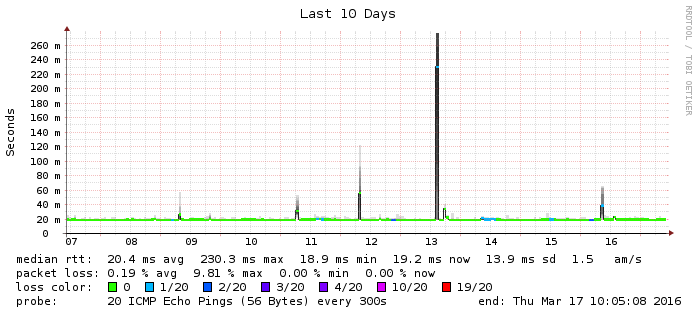 Last 10 Days
RRDTOOL / TOBI OETIKER
Seconds
260 m
240 m
220 m
200 m
180 m
160 m
140 m
120 m
100 m
80 m
60 m
40 m
20 m
0
07 08 09 10 11 12 13 14 15 16
median rtt: 20.4 ms avg 230.3 ms max 18.9 ms min 19.2 ms now 13.9 ms sd 1.5 am/s
packet loss: 0.19 % avg 9.81 % max 0.00 % min 0.00 % now
loss color: 0 1/20 2/20 3/20 4/20 10/20 19/20
probe: 20 ICMP Echo Pings (56 Bytes) every 300s end: Thu Mar 17 10:05:08 2016